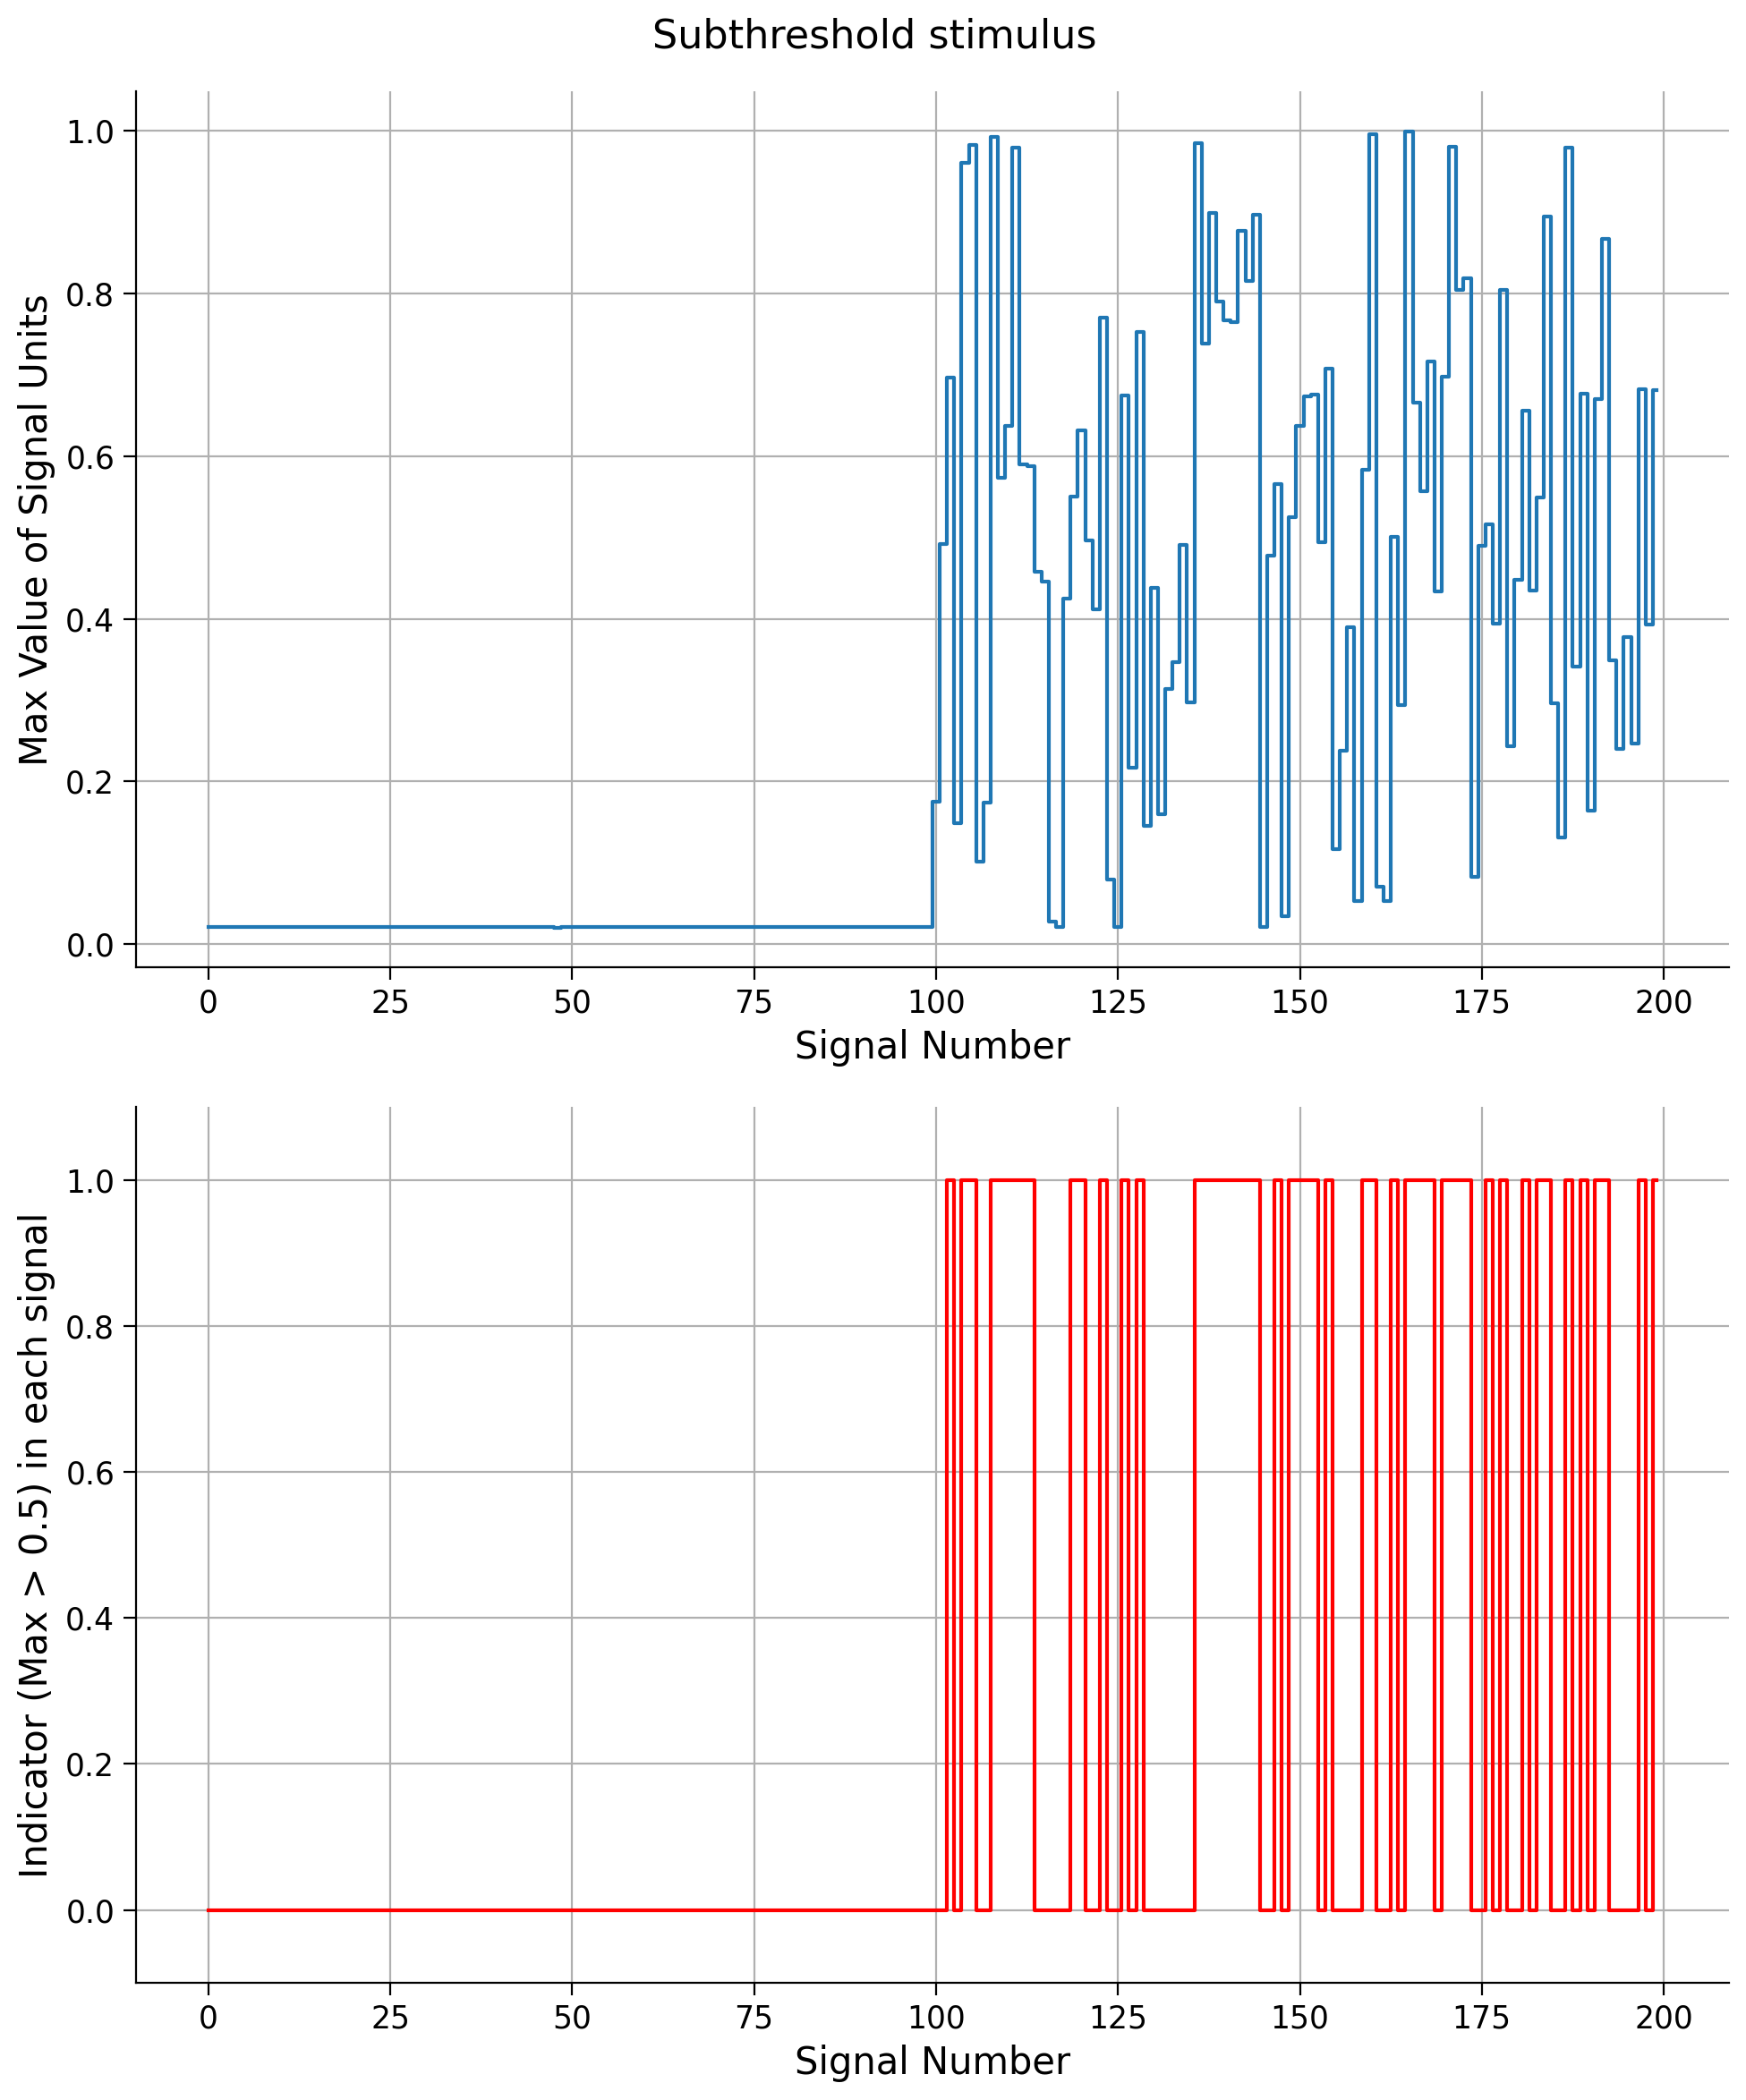 Subthreshold stimulus
Max Value of Signal Units
1.0
0.8
0.6
0.4
0.2
0.0
0 25 50 75 100 125 150 175 200
Signal Number
Indicator (Max > 0.5) in each signal
1.0
0.8
0.6
0.4
0.2
0.0
0 25 50 75 100 125 150 175 200
Signal Number